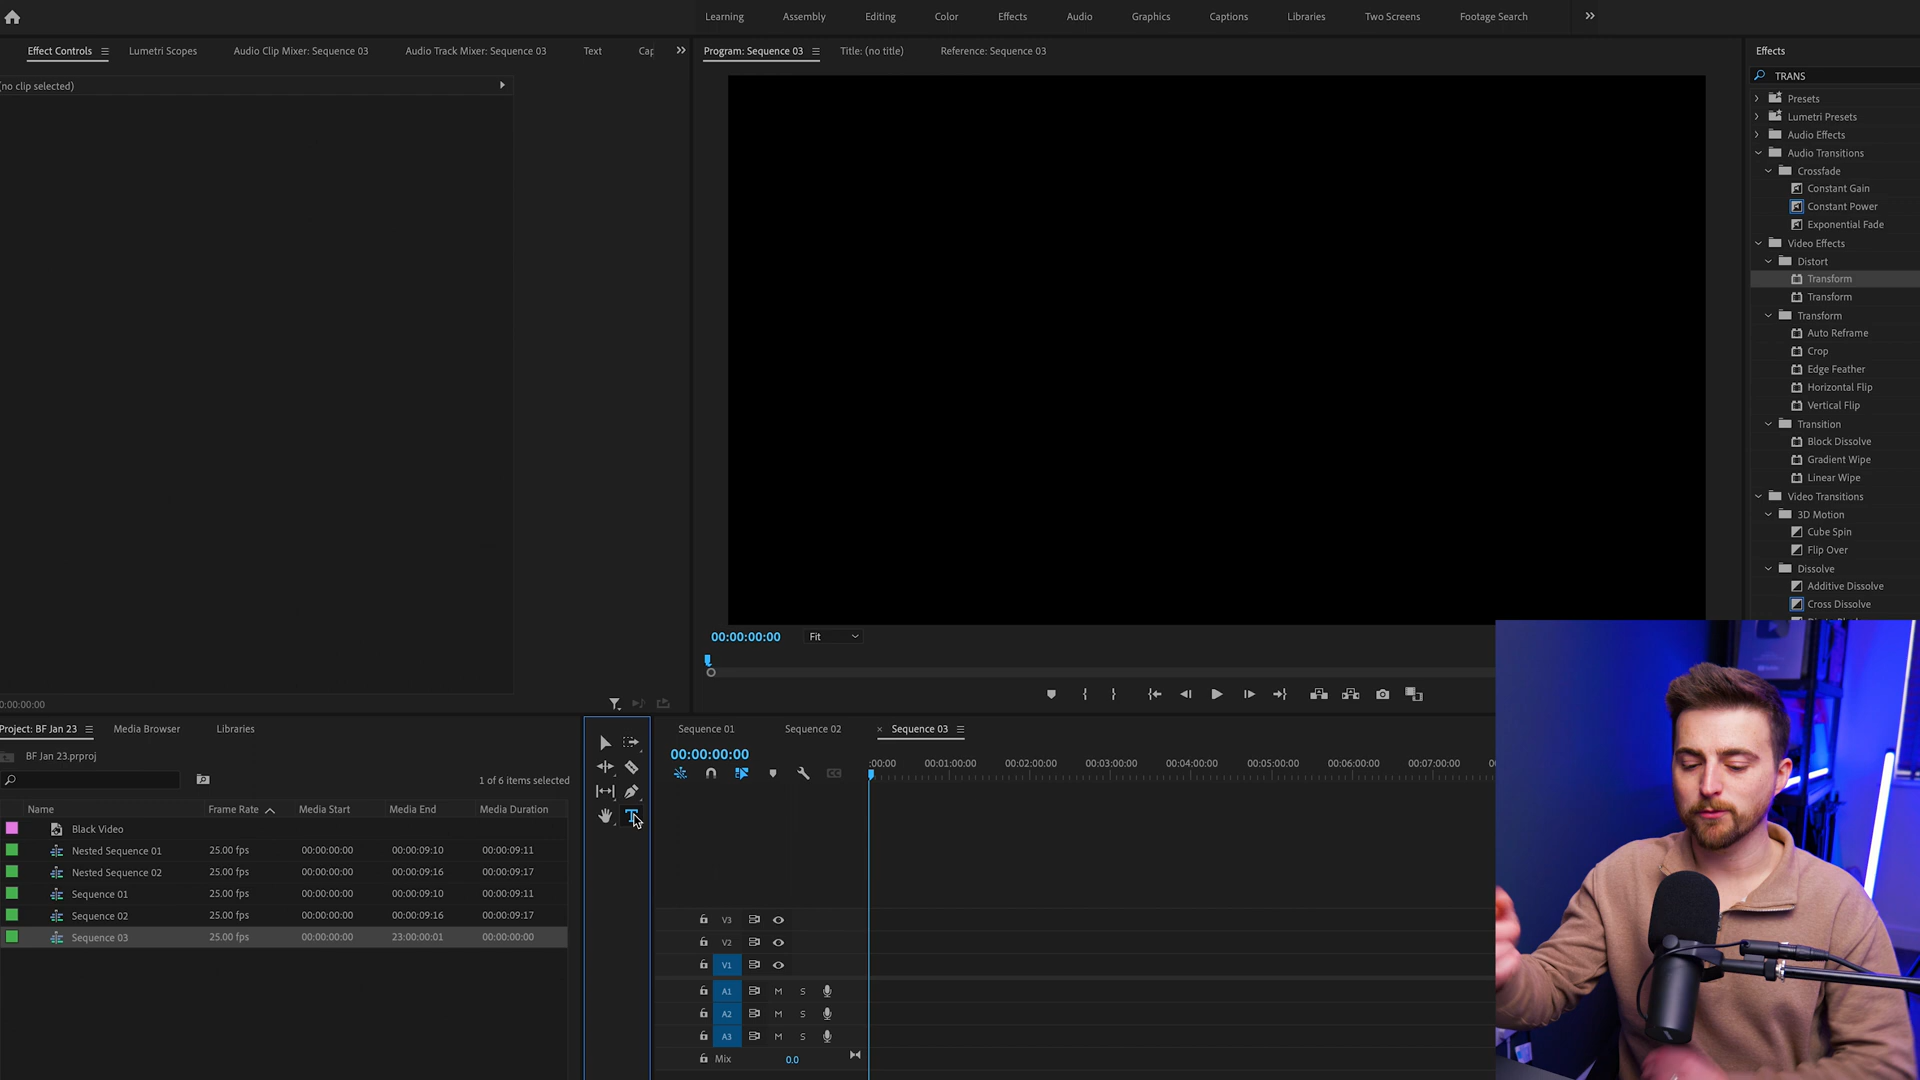 Learning Assembly Editing Color Effects Audio Graphics Captions Libraries Two Screens Footage Search
Effect Controls Lumetri Scopes Audio Clip Mixer: Sequence 03 Audio Track Mixer: Sequence 03 Text Cap
(no clip selected)
0:00:00:00
Program: Sequence 03 Title: (no title) Reference: Sequence 03
00:00:00:00 Fit
Effects
TRANS
Presets
Lumetri Presets
Audio Effects
Audio Transitions
Crossfade
Constant Gain
Constant Power
Exponential Fade
Video Effects
Distort
Transform
Transform
Transform
Auto Reframe
Crop
Edge Feather
Horizontal Flip
Vertical Flip
Transition
Block Dissolve
Gradient Wipe
Linear Wipe
Video Transitions
3D Motion
Cube Spin
Flip Over
Dissolve
Additive Dissolve
Cross Dissolve
Project: BF Jan 23 Media Browser Libraries
BF Jan 23.prproj
1 of 6 items selected
Name Frame Rate Media Start Media End Media Duration
Black Video
Nested Sequence 01 25.00 fps 00:00:00:00 00:00:09:10 00:00:09:11
Nested Sequence 02 25.00 fps 00:00:00:00 00:00:09:16 00:00:09:17
Sequence 01 25.00 fps 00:00:00:00 00:00:09:10 00:00:09:11
Sequence 02 25.00 fps 00:00:00:00 00:00:09:16 00:00:09:17
Sequence 03 25.00 fps 00:00:00:00 23:00:00:01 00:00:00:00
Sequence 01 Sequence 02 × Sequence 03
00:00:00:00
:00:00 00:01:00:00 00:02:00:00 00:03:00:00 00:04:00:00 00:05:00:00 00:06:00:00 00:07:00:00
V3
V2
V1
A1 M S
A2 M S
A3 M S
Mix 0.0